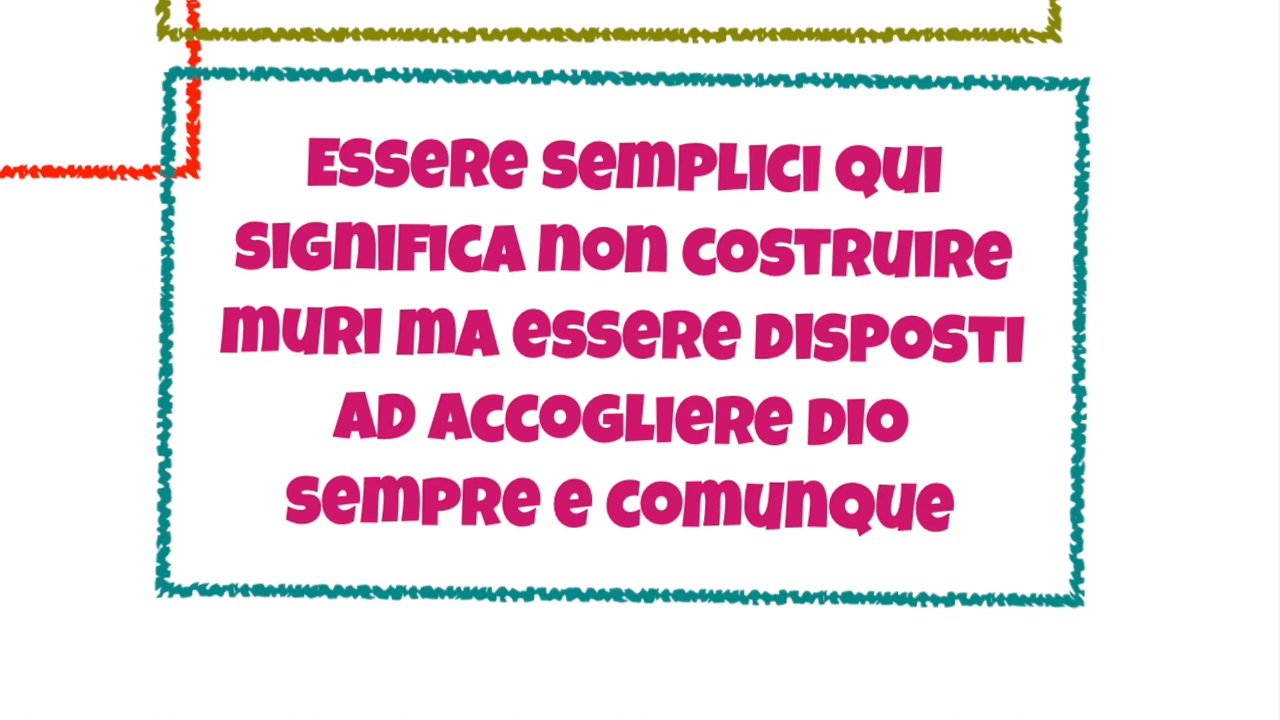 Essere semplici qui
significa non costruire
muri ma essere disposti
ad accogliere Dio
sempre e comunque